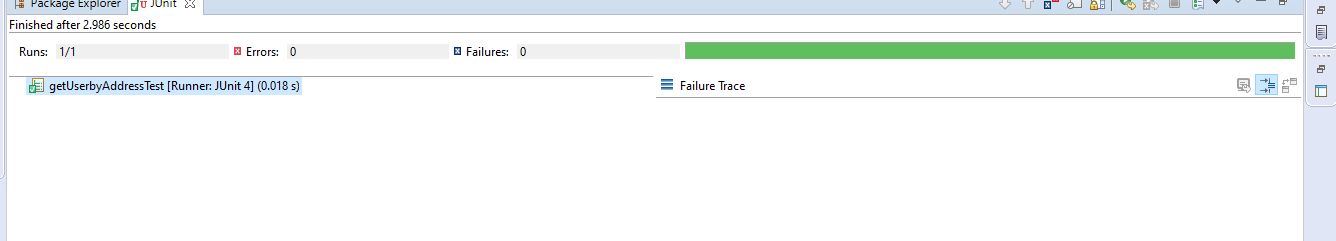 Package Explorer JUnit
Finished after 2.986 seconds
Runs: 1/1 Errors: 0 Failures: 0
getUserbyAddressTest [Runner: JUnit 4] (0.018 s)
Failure Trace